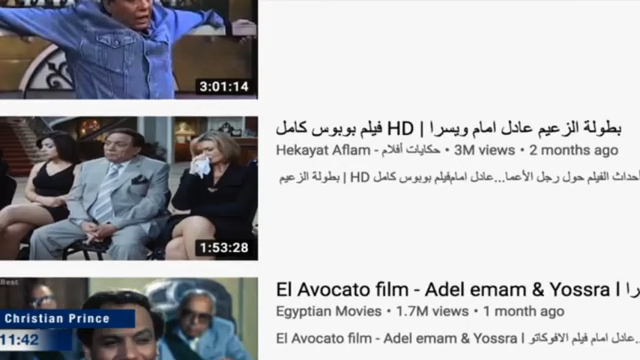 3:01:14
بطولة الزعيم عادل امام ويسرا | HD فيلم بوبوس كامل
Hekayat Aflam - حكايات أفلام • 3M views • 2 months ago
أحداث الفيلم حول رجل الأعما...عادل امامفيلم بوبوس كامل HD | بطولة الزعيم
1:53:28
El Avocato film - Adel emam & Yossra | را
Egyptian Movies • 1.7M views • 1 month ago
El Avocato film - Adel emam & Yossra | عادل امام فيلم الافوكاتو...
Best
Christian Prince
11:42